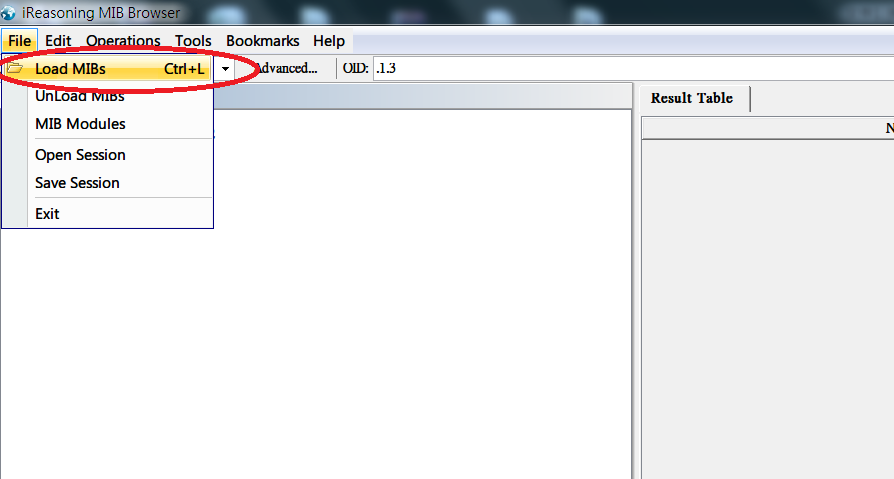 iReasoning MIB Browser
File Edit Operations Tools Bookmarks Help
Load MIBs Ctrl+L Advanced... OID: .1.3
UnLoad MIBs
MIB Modules
Open Session
Save Session
Exit
Result Table
N